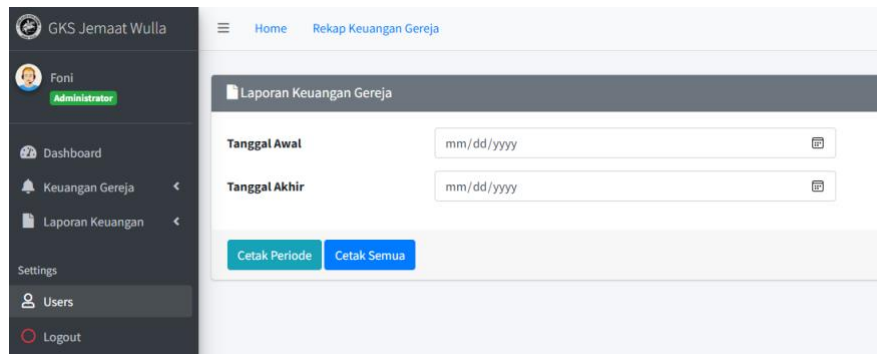 GKS Jemaat Wulla
Foni
Administrator
Dashboard
Keuangan Gereja
Laporan Keuangan
Settings
Users
Logout
Home Rekap Keuangan Gereja
Laporan Keuangan Gereja
Tanggal Awal mm/dd/yyyy
Tanggal Akhir mm/dd/yyyy
Cetak Periode Cetak Semua